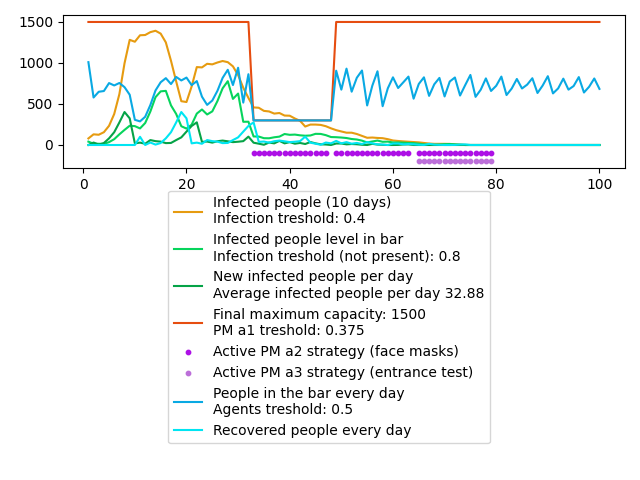 1500
1000
500
0
0
20
40
60
80
100
Infected people (10 days)
Infection treshold: 0.4
Infected people level in bar
Infection treshold (not present): 0.8
New infected people per day
Average infected people per day 32.88
Final maximum capacity: 1500
PM a1 treshold: 0.375
Active PM a2 strategy (face masks)
Active PM a3 strategy (entrance test)
People in the bar every day
Agents treshold: 0.5
Recovered people every day